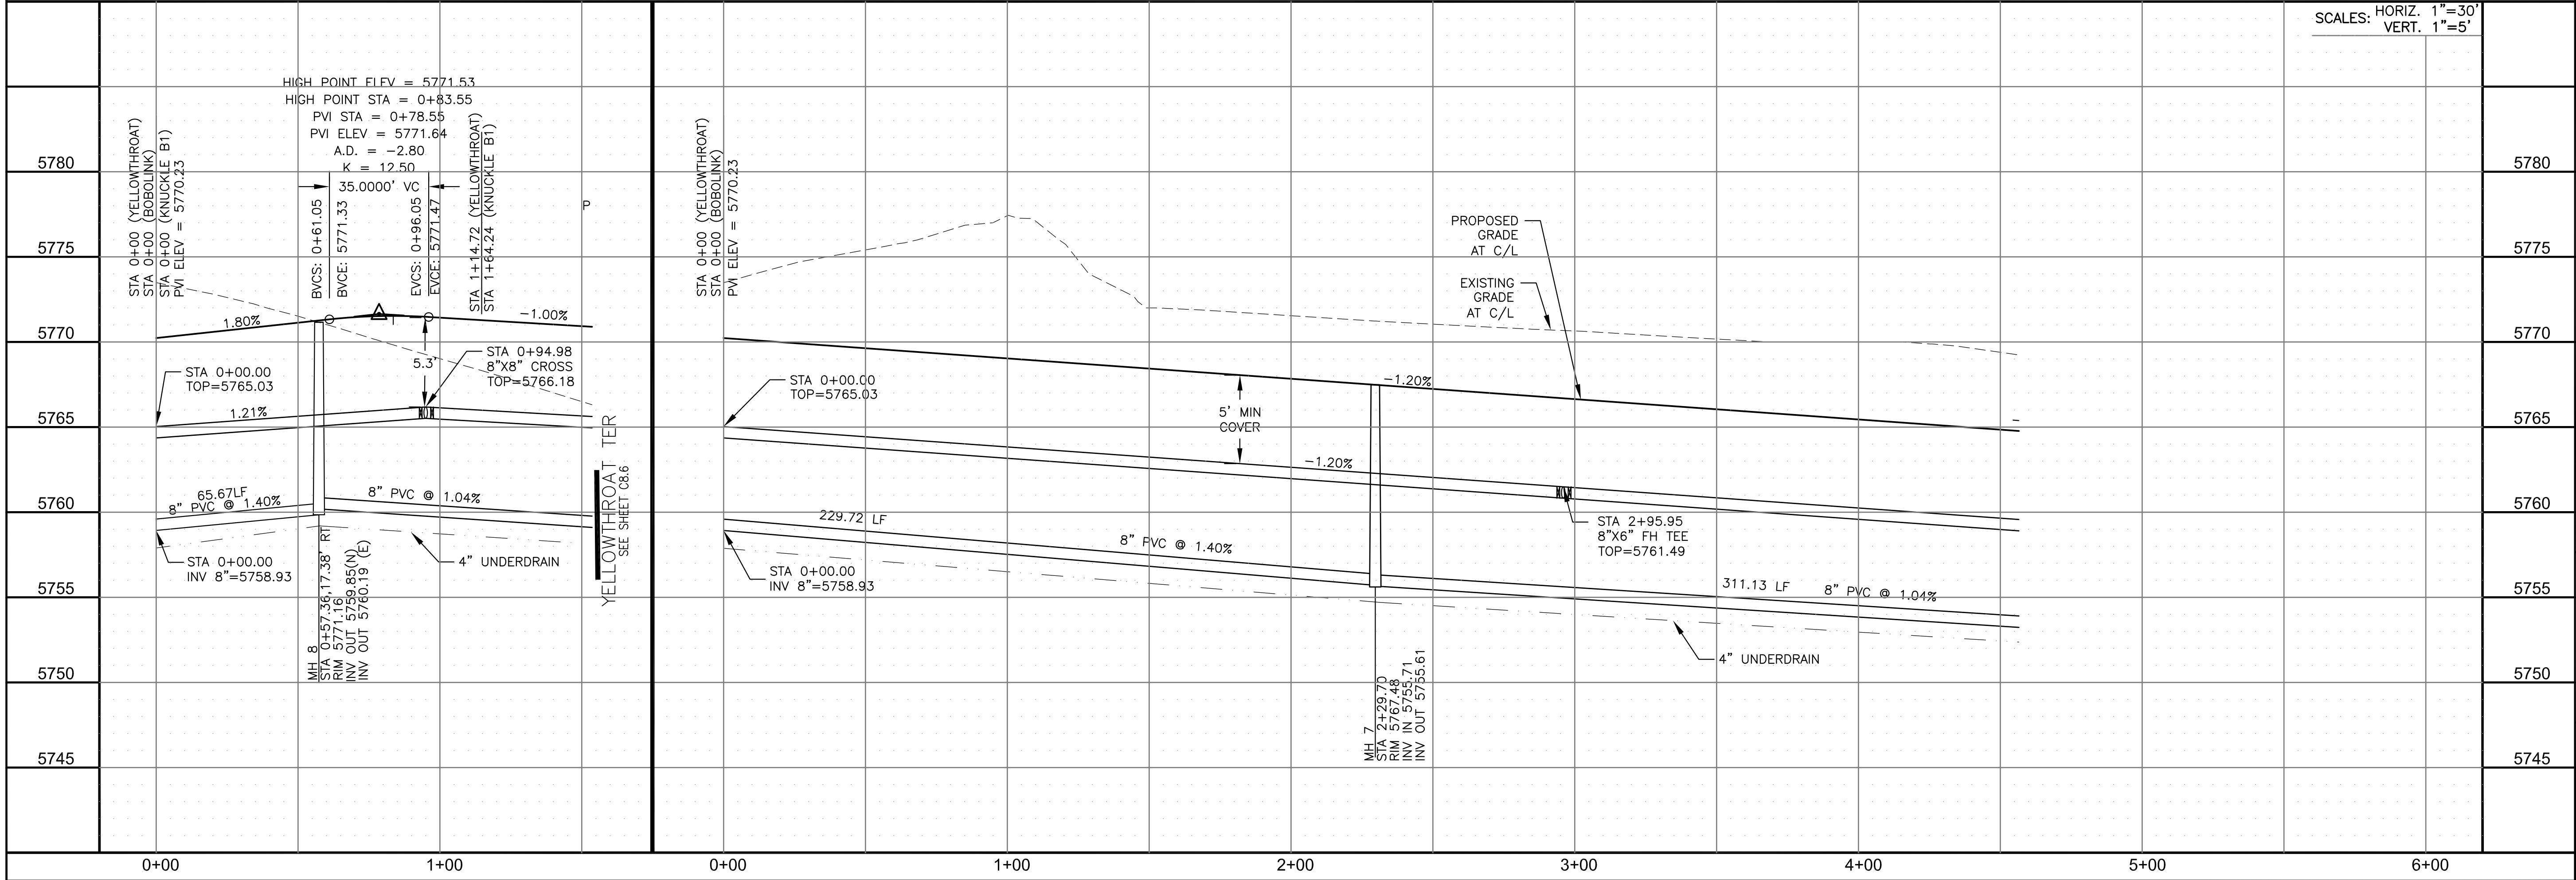 SCALES: HORIZ. 1"=30'
VERT. 1"=5'
HIGH POINT ELEV = 5771.53
HIGH POINT STA = 0+83.55
PVI STA = 0+78.55
PVI ELEV = 5771.64
A.D. = -2.80
K = 12.50
35.0000' VC
BVCS: 0+61.05
BVCE: 5771.33
EVCS: 0+96.05
EVCE: 5771.47
STA 0+00 (YELLOWTHROAT)
STA 0+00 (BOBOLINK)
STA 0+00 (KNUCKLE B1)
PVI ELEV = 5770.23
STA 1+14.72 (YELLOWTHROAT)
STA 1+64.24 (KNUCKLE B1)
P
1.80%
-1.00%
5.3'
STA 0+94.98
8"X8" CROSS
TOP=5766.18
STA 0+00.00
TOP=5765.03
1.21%
65.67LF
8" PVC @ 1.40%
8" PVC @ 1.04%
STA 0+00.00
INV 8"=5758.93
4" UNDERDRAIN
MH 8
STA 0+57.36,17.38' RT
RIM 5771.16
INV OUT 5759.85(N)
INV OUT 5760.19 (E)
YELLOWTHROAT TER
SEE SHEET C8.6
STA 0+00 (YELLOWTHROAT)
STA 0+00 (BOBOLINK)
PVI ELEV = 5770.23
PROPOSED
GRADE
AT C/L
EXISTING
GRADE
AT C/L
STA 0+00.00
TOP=5765.03
-1.20%
5' MIN
COVER
-1.20%
STA 2+95.95
8"X6" FH TEE
TOP=5761.49
229.72 LF
8" PVC @ 1.40%
STA 0+00.00
INV 8"=5758.93
311.13 LF
8" PVC @ 1.04%
4" UNDERDRAIN
MH 7
STA 2+29.70
RIM 5767.48
INV IN 5755.71
INV OUT 5755.61
5780
5775
5770
5765
5760
5755
5750
5745
5780
5775
5770
5765
5760
5755
5750
5745
0+00
1+00
0+00
1+00
2+00
3+00
4+00
5+00
6+00